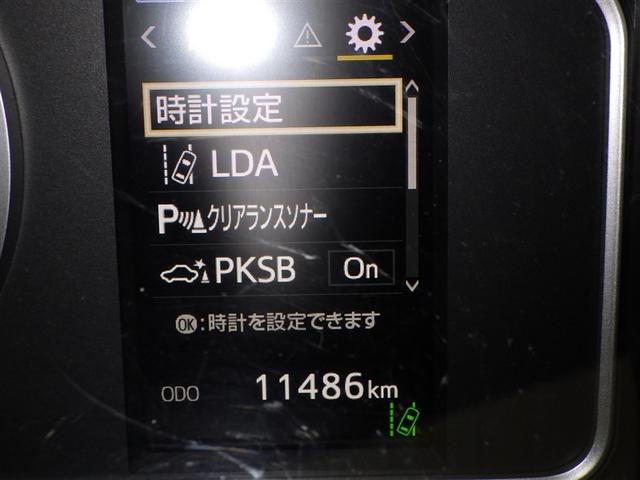 時計設定
LDA
P クリアランスソナー
PKSB On
OK:時計を設定できます
ODO 11486km